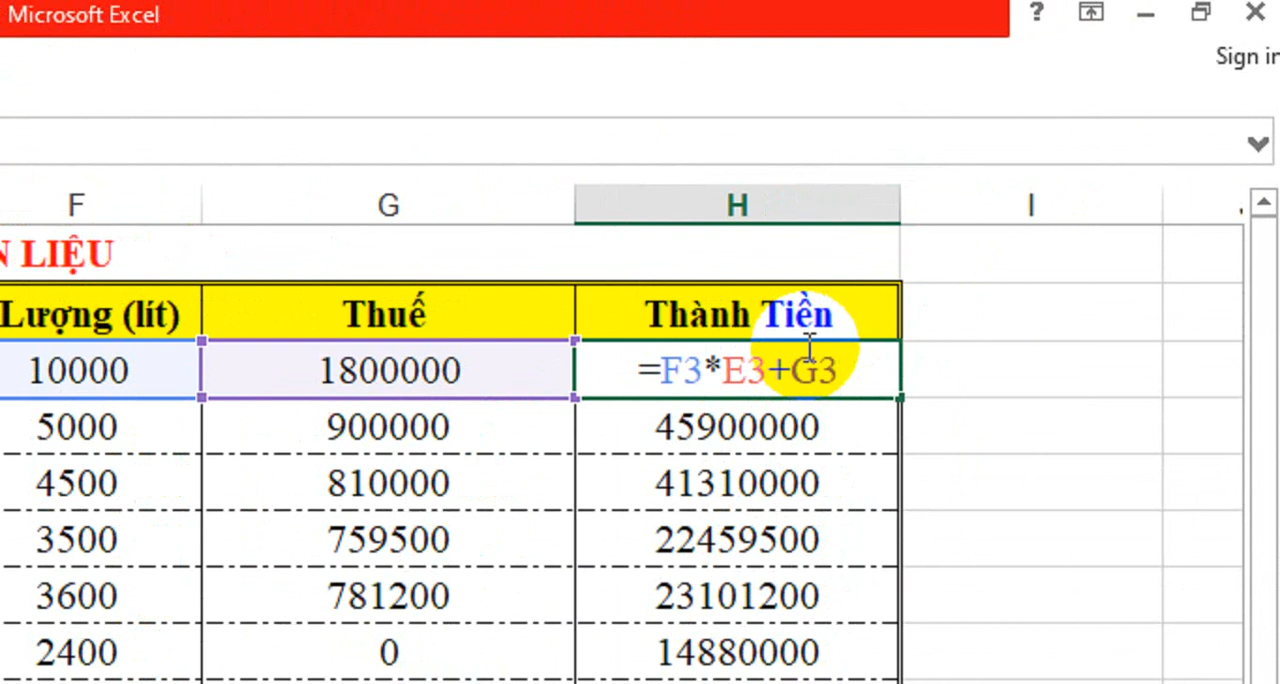 Microsoft Excel
?
Sign in
F G H I
N LIỆU
Lượng (lít) Thuế Thành Tiền
10000 1800000 =F3*E3+G3
5000 900000 45900000
4500 810000 41310000
3500 759500 22459500
3600 781200 23101200
2400 0 14880000